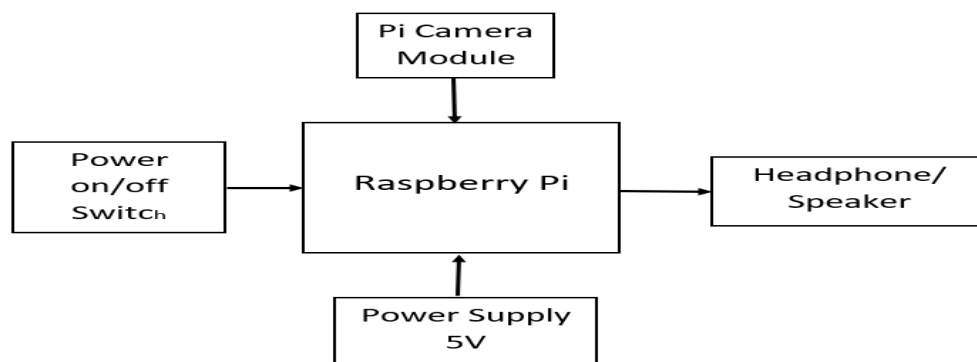 Pi Camera
Module
Power
on/off
Switch
Raspberry Pi
Headphone/
Speaker
Power Supply
5V